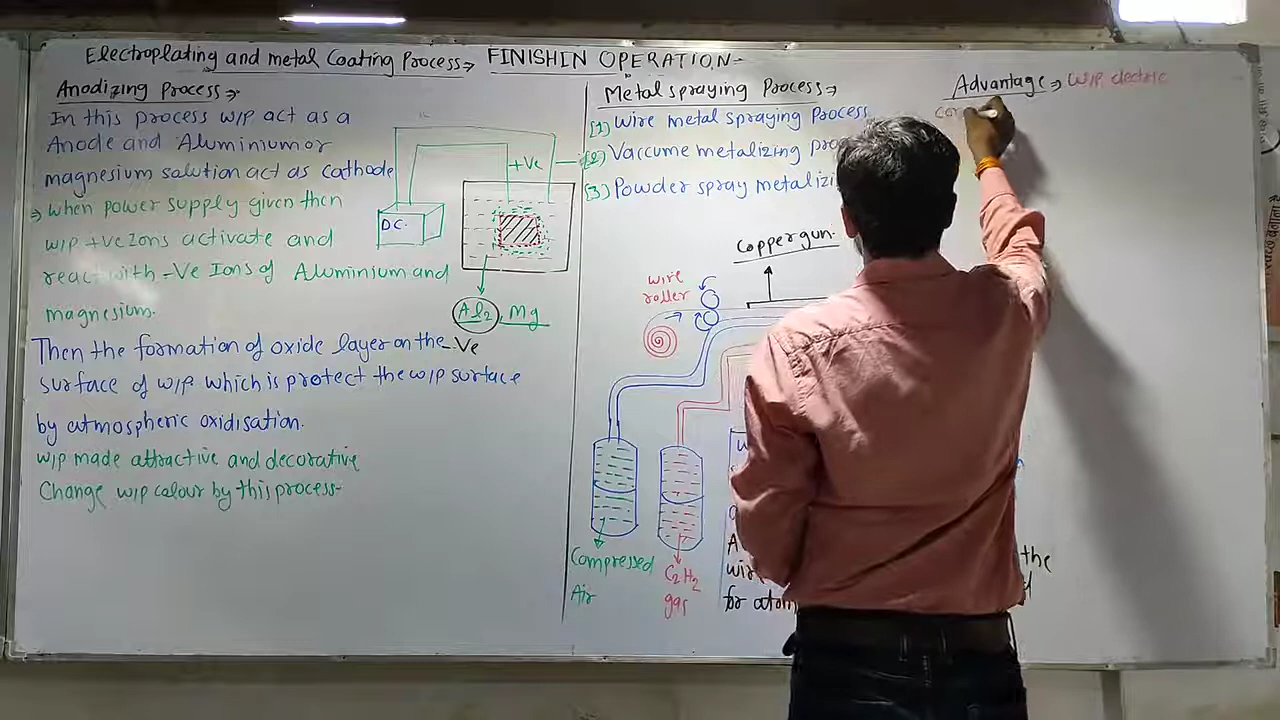 Electroplating and metal Coating Process⇒ FINISHIN OPERATION-
Anodizing Process⇒
In this process W/P act as a
Anode and Aluminium or
magnesium solution act as cathode
⇒ when power supply given then
W/P +ve Ions activate and
react with -Ve Ions of Aluminium and
magnesium.
Then the formation of oxide layer on the
surface of W/P which is protect the W/P surface
by atmospheric oxidisation.
W/P made attractive and decorative
Change W/P colour by this process-
+Ve
D.C.
Al2, Mg
-Ve
Metal spraying Process⇒
[1] Wire metal spraying Process
[2] Vaccume metalizing pro
[3] Powder spray metalizi
Copper gun.
wire
roller
Compressed
Air
C2H2
gas
W
A
wir
for atom
the
Advantage⇒ W/P electric